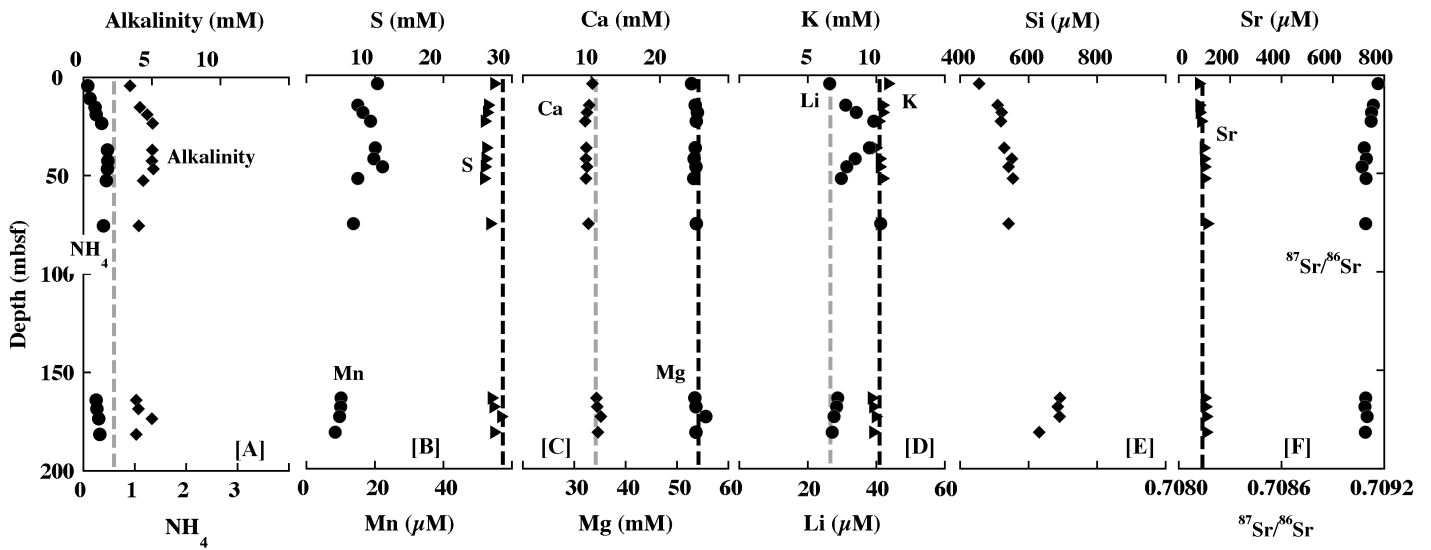 Alkalinity (mM) S (mM) Ca (mM) K (mM) Si (µM) Sr (µM)
0 5 10 10 20 30 10 20 5 10 400 600 800 0 200 400 600 800
0
50
100
150
200
Depth (mbsf)
Alkalinity
NH4
[A]
S
Mn
[B]
Ca
Mg
[C]
Li
K
[D]
[E]
Sr
87Sr/86Sr
[F]
0 1 2 3 0 20 40 30 40 50 60 0 20 40 60 0.7080 0.7086 0.7092
NH4 Mn (µM) Mg (mM) Li (µM) 87Sr/86Sr